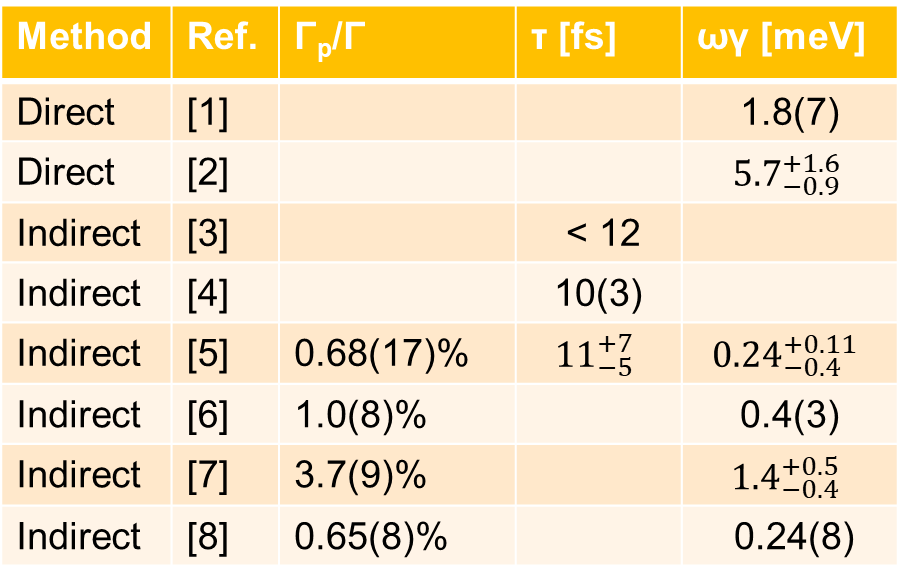 Method Ref. Γp/Γ τ [fs] ωγ [meV]
Direct [1] 1.8(7)
Direct [2] 5.7 +1.6 −0.9
Indirect [3] < 12
Indirect [4] 10(3)
Indirect [5] 0.68(17)% 11 +7 −5 0.24 +0.11 −0.4
Indirect [6] 1.0(8)% 0.4(3)
Indirect [7] 3.7(9)% 1.4 +0.5 −0.4
Indirect [8] 0.65(8)% 0.24(8)